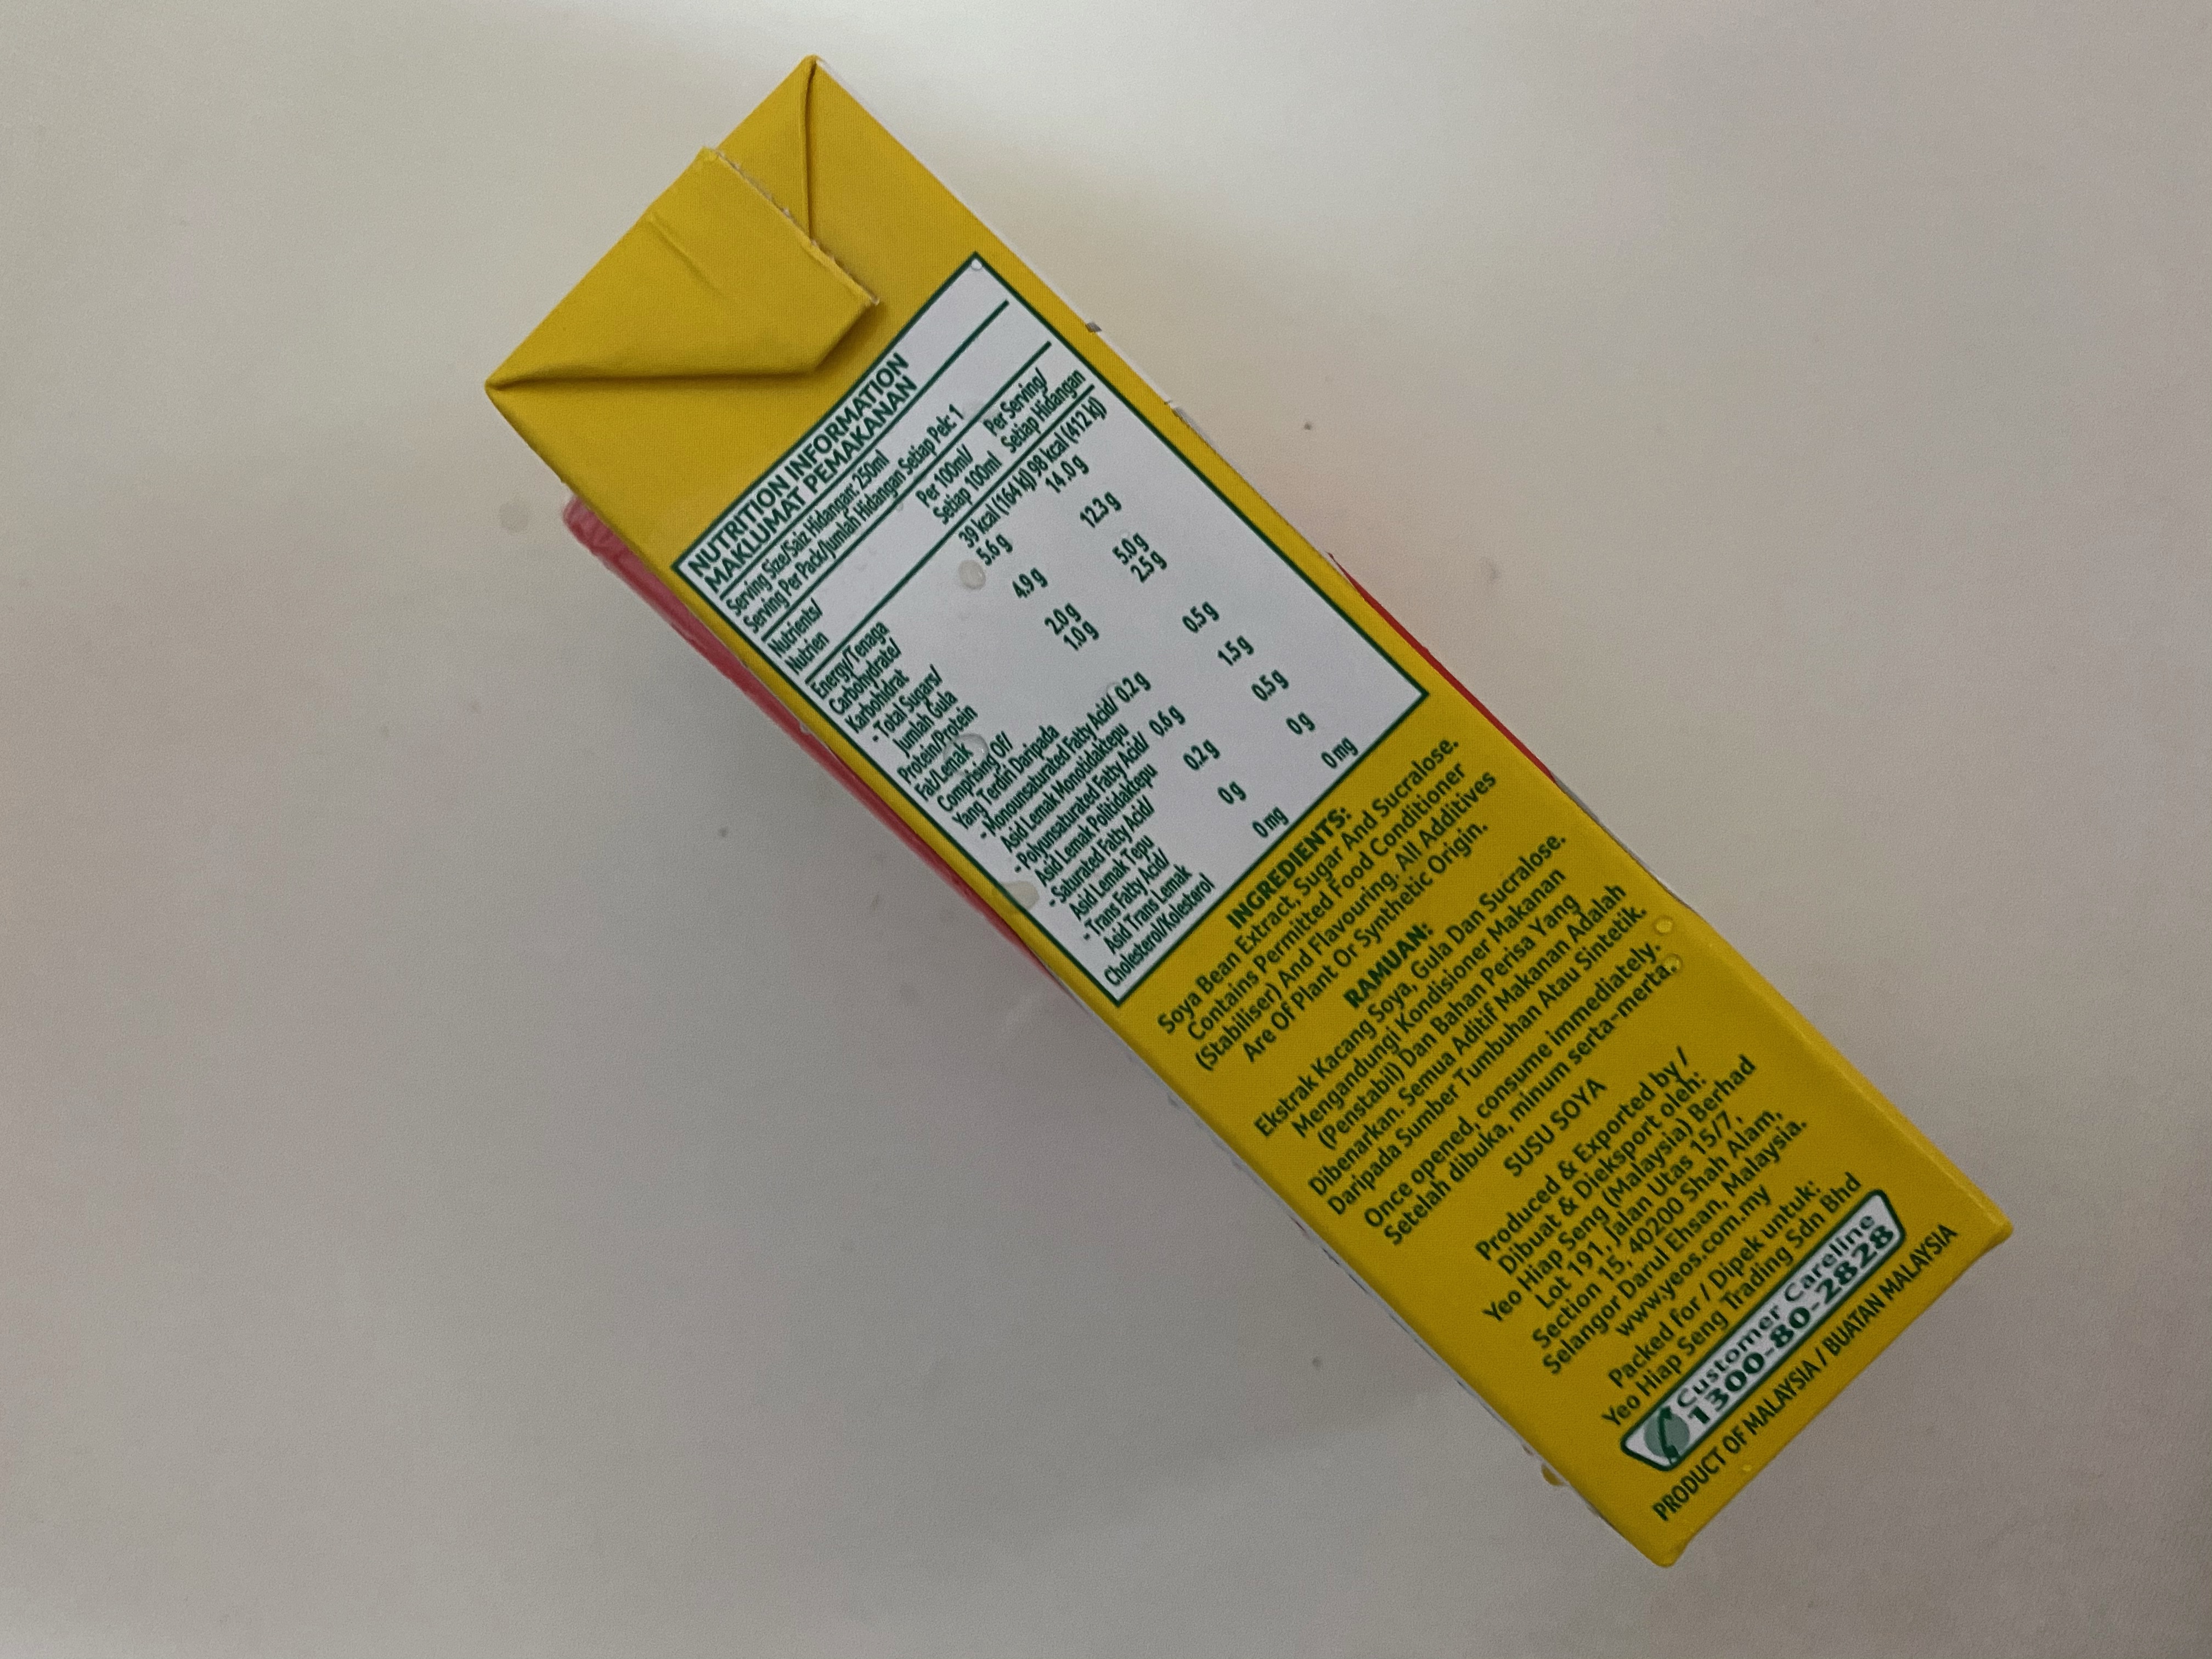 NUTRITION INFORMATION
MAKLUMAT PEMAKANAN
Serving Size/Saiz Hidangan: 250ml
Serving Per Pack/Jumlah Hidangan Setiap Pek: 1
Nutrients/ Per 100ml/ Per Serving/
Nutrien Setiap 100ml Setiap Hidangan
Energy/Tenaga 39 kcal (164 kJ) 98 kcal (412 kJ)
Carbohydrate/ 5.6 g 14.0 g
Karbohidrat
- Total Sugars/ 4.9 g 12.3 g
Jumlah Gula
Protein/Protein 2.0 g 5.0 g
Fat/Lemak 1.0 g 2.5 g
Comprising Of/
Yang Terdiri Daripada
- Monounsaturated Fatty Acid/ 0.2 g 0.5 g
Asid Lemak Monotidaktepu
- Polyunsaturated Fatty Acid/ 0.6 g 1.5 g
Asid Lemak Politidaktepu
- Saturated Fatty Acid/ 0.2 g 0.5 g
Asid Lemak Tepu
- Trans Fatty Acid/ 0 g 0 g
Asid Trans Lemak
Cholesterol/Kolesterol 0 mg 0 mg
INGREDIENTS:
Soya Bean Extract, Sugar And Sucralose.
Contains Permitted Food Conditioner
(Stabiliser) And Flavouring. All Additives
Are Of Plant Or Synthetic Origin.
RAMUAN:
Ekstrak Kacang Soya, Gula Dan Sucralose.
Mengandungi Kondisioner Makanan
(Penstabil) Dan Bahan Perisa Yang
Dibenarkan. Semua Aditif Makanan Adalah
Daripada Sumber Tumbuhan Atau Sintetik.
Once opened, consume immediately.
Setelah dibuka, minum serta-merta.
SUSU SOYA
Produced & Exported by /
Dibuat & Dieksport oleh:
Yeo Hiap Seng (Malaysia) Berhad
Lot 191, Jalan Utas 15/7,
Section 15, 40200 Shah Alam,
Selangor Darul Ehsan, Malaysia.
www.yeos.com.my
Packed for / Dipek untuk:
Yeo Hiap Seng Trading Sdn Bhd
Customer Careline
1300-80-2828
PRODUCT OF MALAYSIA / BUATAN MALAYSIA